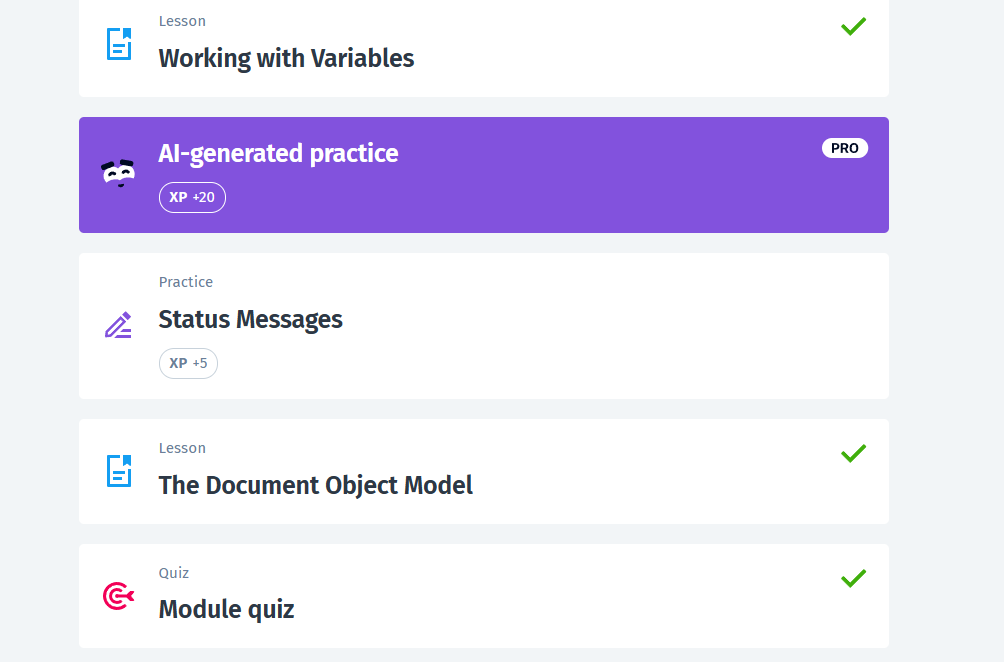 Lesson
Working with Variables
AI-generated practice
PRO
XP +20
Practice
Status Messages
XP +5
Lesson
The Document Object Model
Quiz
Module quiz